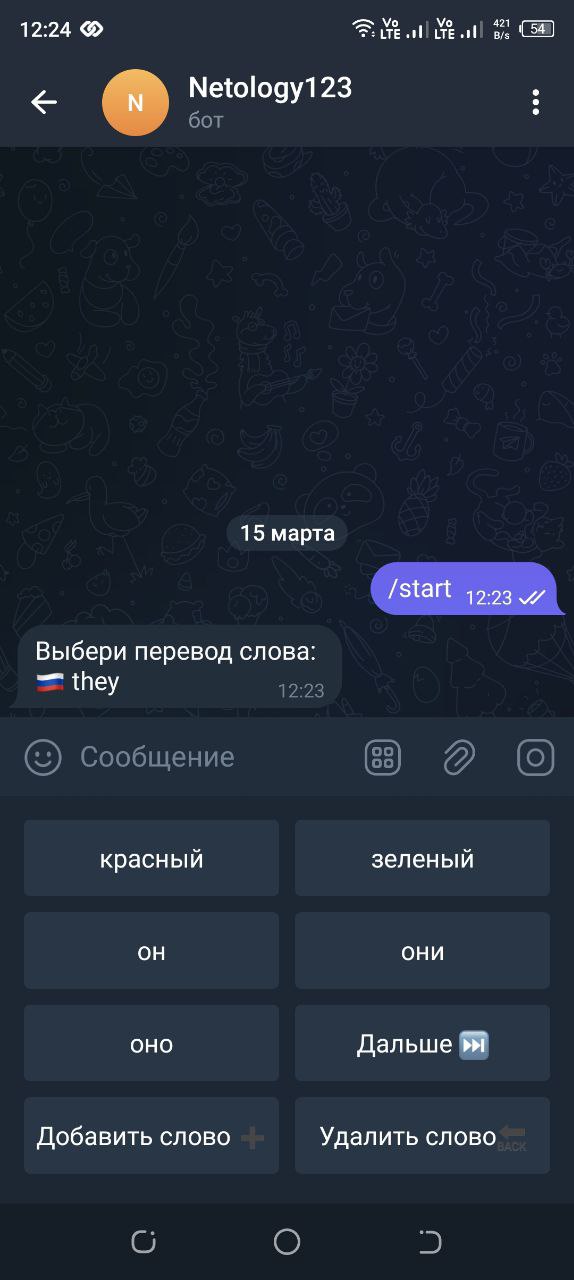 12:24
Vo LTE Vo LTE 421 B/s 54
N
Netology123
бот
15 марта
/start 12:23
Выбери перевод слова:
they
12:23
Сообщение
красный
зеленый
он
они
оно
Дальше
Добавить слово
Удалить слово
BACK